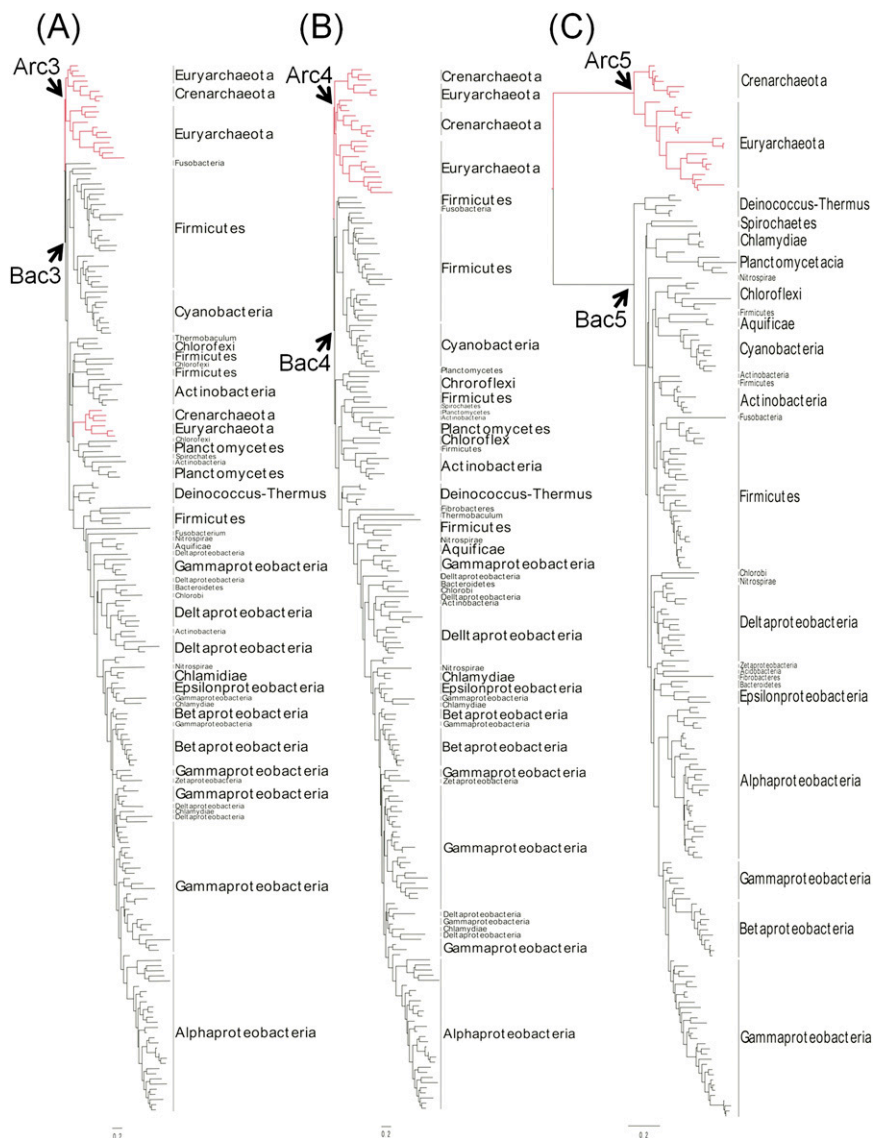 (A)
Arc3
Euryarchaeota
Crenarchaeota
Euryarchaeota
Fusobacteria
Firmicutes
Bac3
Cyanobacteria
Thermobaculum
Chlorofexi
Firmicutes
Chlorofexi
Firmicutes
Actinobacteria
Crenarchaeota
Euryarchaeota
Chlorofexi
Planctomycetes
Spirochates
Actinobacteria
Planctomycetes
Deinococcus-Thermus
Firmicutes
Fusobacterium
Nitrospirae
Aquificae
Deltaproteobacteria
Gammaproteobacteria
Deltaproteobacteria
Bacteroidetes
Chlorobi
Deltaproteobacteria
Actinobacteria
Deltaproteobacteria
Nitrospirae
Chlamidiae
Epsilonproteobacteria
Gammaproteobacteria
Chlamydiae
Betaproteobacteria
Gammaproteobacteria
Betaproteobacteria
Gammaproteobacteria
Zetaproteobacteria
Gammaproteobacteria
Deltaproteobacteria
Chlamydiae
Deltaproteobacteria
Gammaproteobacteria
Alphaproteobacteria
0.2
(B)
Arc4
Crenarchaeota
Euryarchaeota
Crenarchaeota
Euryarchaeota
Firmicutes
Fusobacteria
Firmicutes
Bac4
Cyanobacteria
Planctomycetes
Chroroflexi
Firmicutes
Spirochaetes
Planctomycetes
Actinobacteria
Planctomycetes
Chloroflex
Firmicutes
Actinobacteria
Deinococcus-Thermus
Fibrobacteres
Thermobaculum
Firmicutes
Nitrospirae
Aquificae
Gammaproteobacteria
Delltaproteobacteria
Bacteroidetes
Chlorobi
Delltaproteobacteria
Actinobacteria
Delltaproteobacteria
Nitrospirae
Chlamydiae
Epsilonproteobacteria
Gammaproteobacteria
Chlamydiae
Betaproteobacteria
Gammaproteobacteria
Betaproteobacteria
Gammaproteobacteria
Zetaproteobacteria
Gammaproteobacteria
Deltaproteobacteria
Gammaproteobacteria
Chlamydiae
Deltaproteobacteria
Gammaproteobacteria
Alphaproteobacteria
0.2
(C)
Arc5
Crenarchaeota
Euryarchaeota
Deinococcus-Thermus
Spirochaetes
Chlamydiae
Planctomycetacia
Nitrospirae
Bac5
Chloroflexi
Firmicutes
Aquificae
Cyanobacteria
Actinobacteria
Firmicutes
Actinobacteria
Fusobacteria
Firmicutes
Chlorobi
Nitrospirae
Deltaproteobacteria
Zetaproteobacteria
Acidobacteria
Fibrobacteres
Bacteroidetes
Epsilonproteobacteria
Alphaproteobacteria
Gammaproteobacteria
Betaproteobacteria
Gammaproteobacteria
0.2